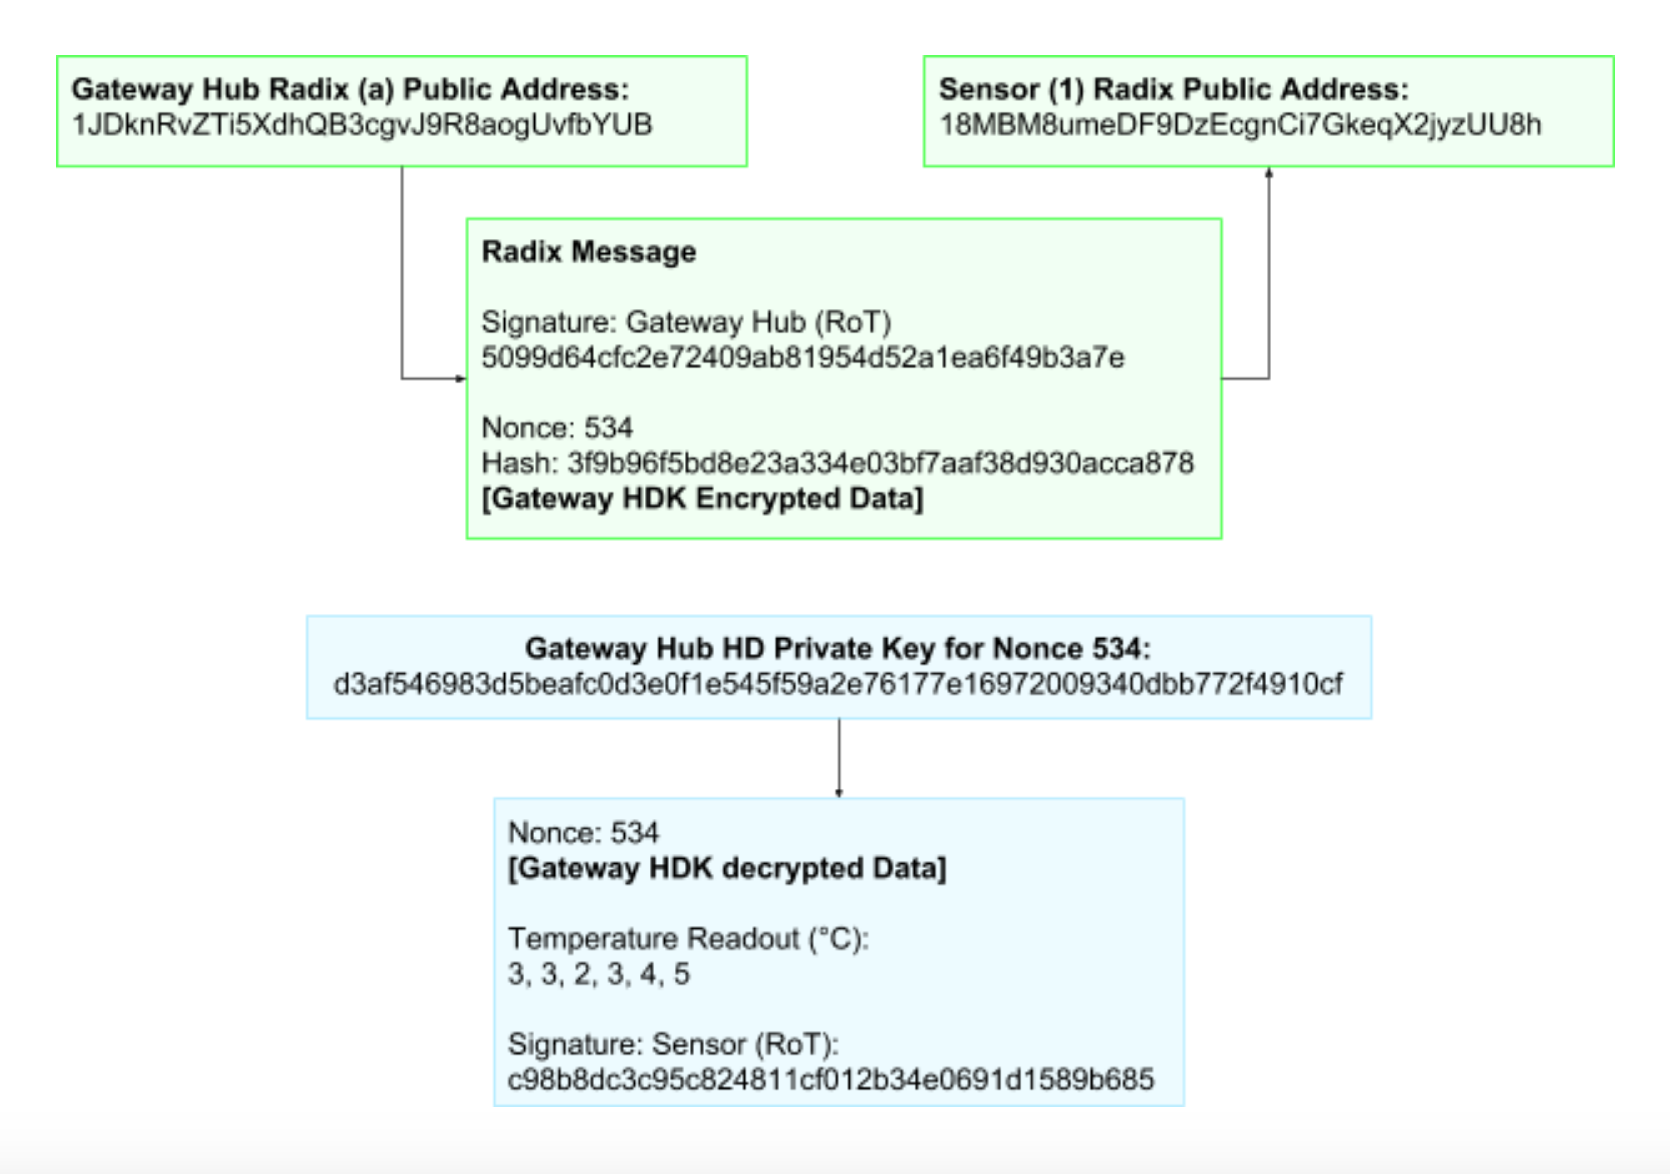 Gateway Hub Radix (a) Public Address:
1JDknRvZTi5XdhQB3cgvJ9R8aogUvfbYUB
Sensor (1) Radix Public Address:
18MBM8umeDF9DzEcgnCi7GkeqX2jyzUU8h
Radix Message
Signature: Gateway Hub (RoT)
5099d64cfc2e72409ab81954d52a1ea6f49b3a7e
Nonce: 534
Hash: 3f9b96f5bd8e23a334e03bf7aaf38d930acca878
[Gateway HDK Encrypted Data]
Gateway Hub HD Private Key for Nonce 534:
d3af546983d5beafc0d3e0f1e545f59a2e76177e16972009340dbb772f4910cf
Nonce: 534
[Gateway HDK decrypted Data]
Temperature Readout (°C):
3, 3, 2, 3, 4, 5
Signature: Sensor (RoT):
c98b8dc3c95c824811cf012b34e0691d1589b685